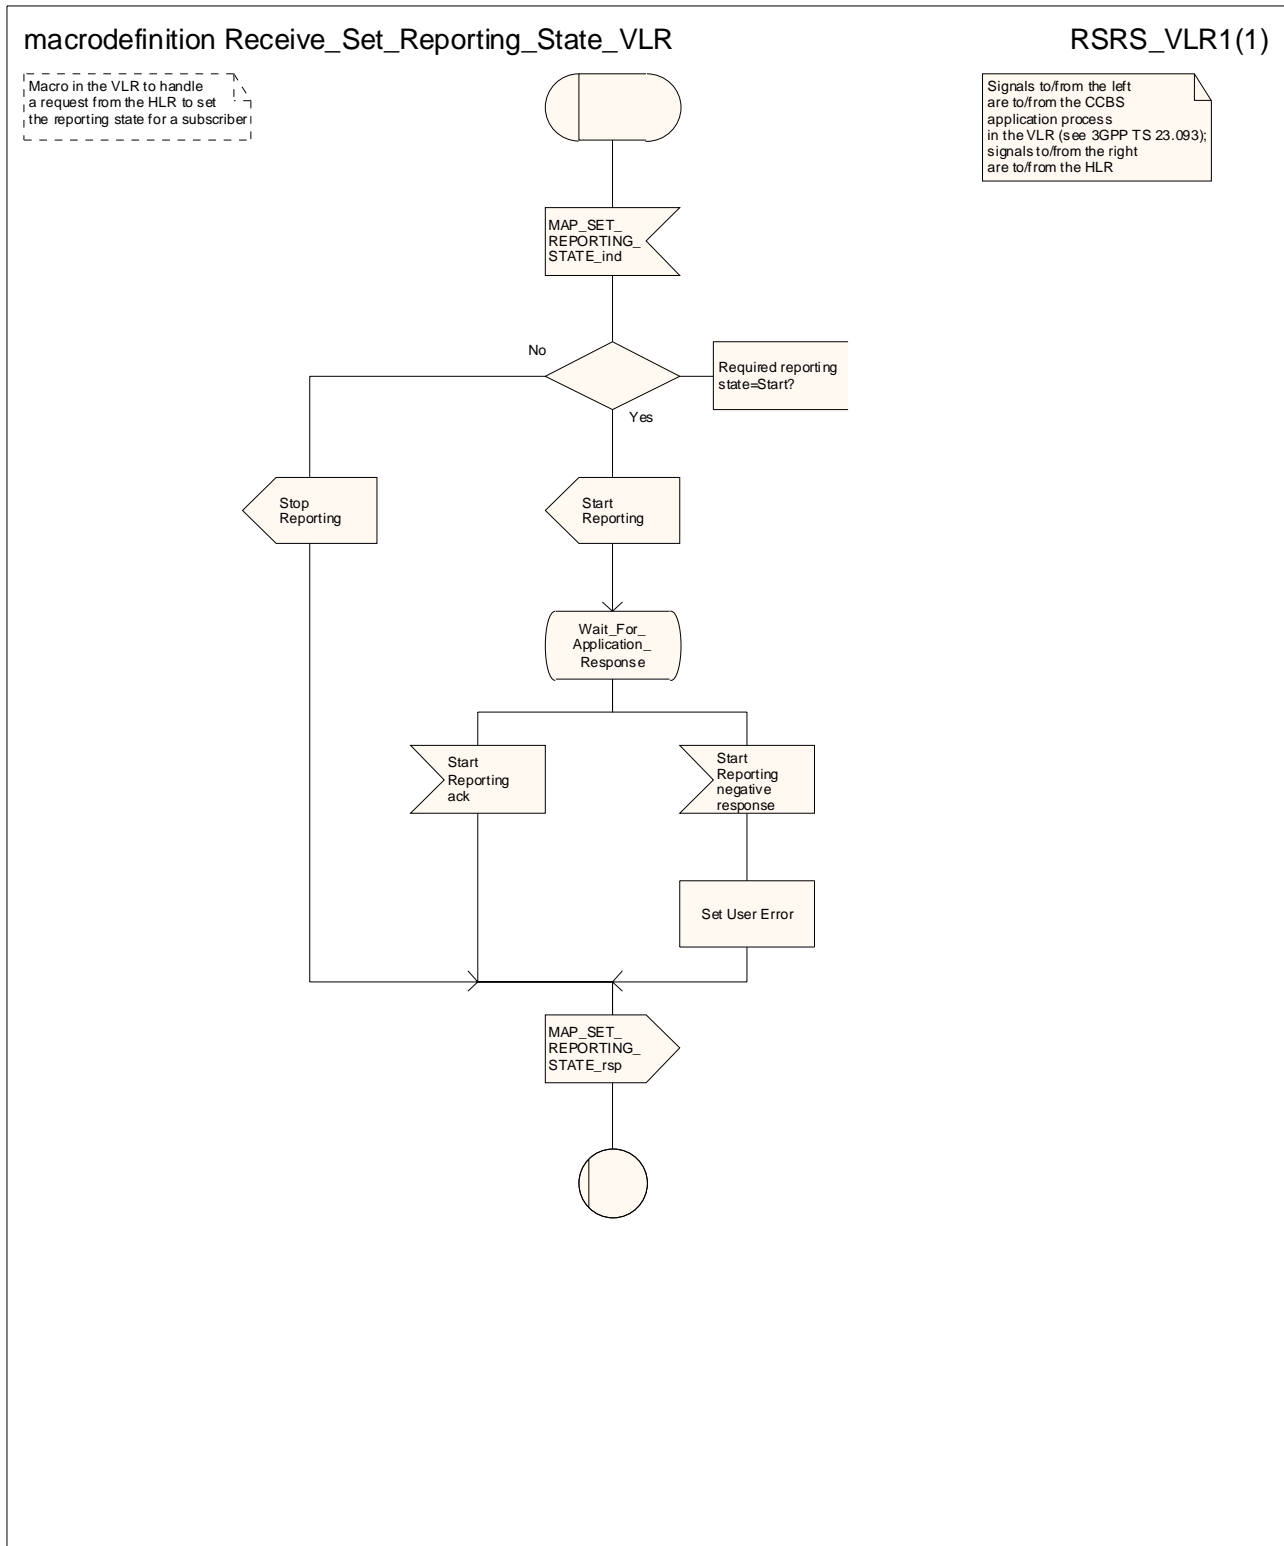 macrodefinition Receive_Set_Reporting_State_VLR
RSRS_VLR1(1)
Macro in the VLR to handle
a request from the HLR to set
the reporting state for a subscriber
Signals to/from the left
are to/from the CCBS
application process
in the VLR (see 3GPP TS 23.093);
signals to/from the right
are to/from the HLR
MAP_SET_
REPORTING_
STATE_ind
No
Required reporting
state=Start?
Yes
Stop
Reporting
Start
Reporting
Wait_For_
Application_
Response
Start
Reporting
ack
Start
Reporting
negative
response
Set User Error
MAP_SET_
REPORTING_
STATE_rsp